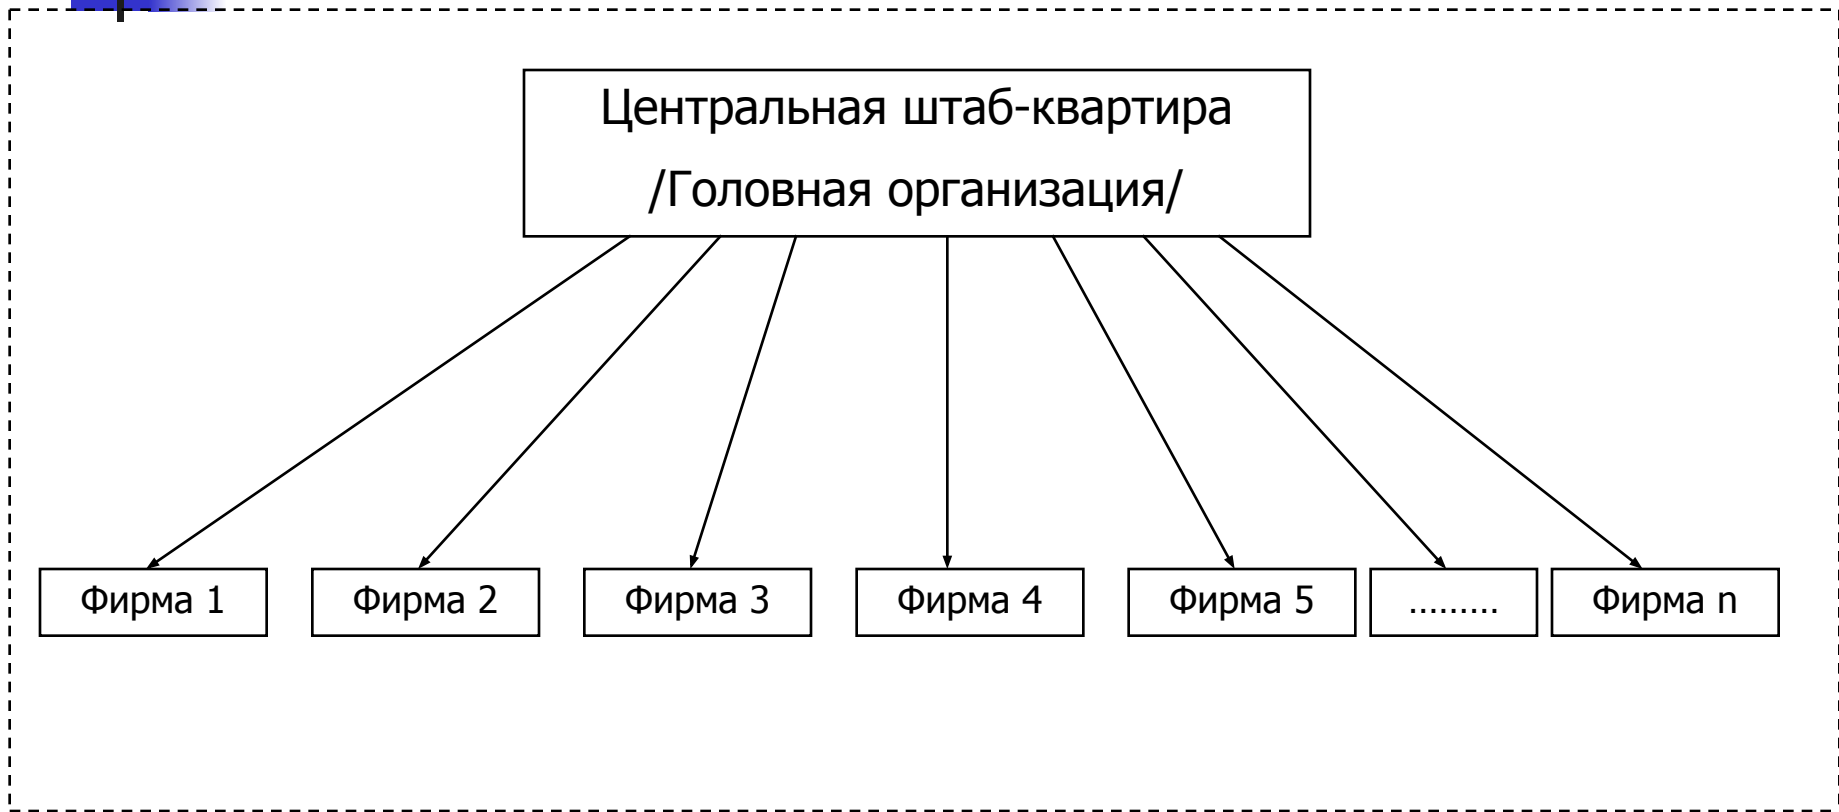 Центральная штаб-квартира
/Головная организация/
Фирма 1
Фирма 2
Фирма 3
Фирма 4
Фирма 5
.........
Фирма n